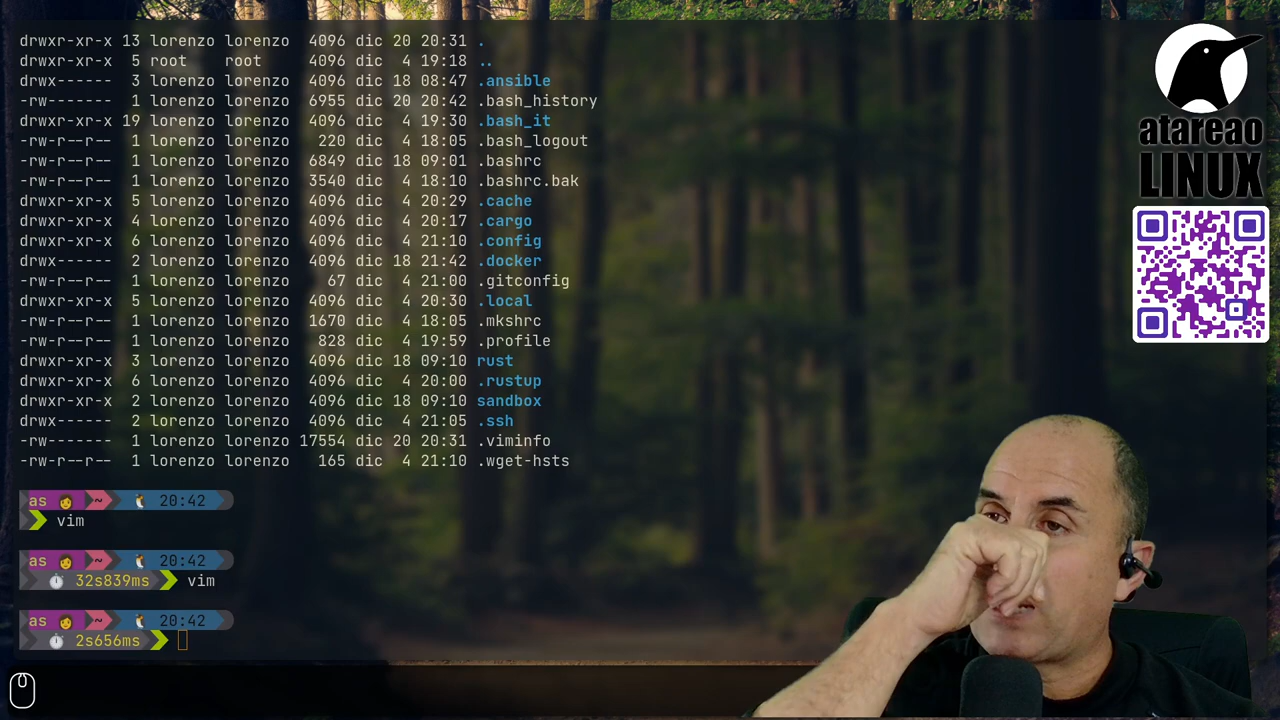 drwxr-xr-x 13 lorenzo lorenzo  4096 dic 20 20:31 .
drwxr-xr-x  5 root    root     4096 dic  4 19:18 ..
drwx------  3 lorenzo lorenzo  4096 dic 18 08:47 .ansible
-rw-------  1 lorenzo lorenzo  6955 dic 20 20:42 .bash_history
drwxr-xr-x 19 lorenzo lorenzo  4096 dic  4 19:30 .bash_it
-rw-r--r--  1 lorenzo lorenzo   220 dic  4 18:05 .bash_logout
-rw-r--r--  1 lorenzo lorenzo  6849 dic 18 09:01 .bashrc
-rw-r--r--  1 lorenzo lorenzo  3540 dic  4 18:10 .bashrc.bak
drwxr-xr-x  5 lorenzo lorenzo  4096 dic  4 20:29 .cache
drwxr-xr-x  4 lorenzo lorenzo  4096 dic  4 20:17 .cargo
drwxr-xr-x  6 lorenzo lorenzo  4096 dic  4 21:10 .config
drwx------  2 lorenzo lorenzo  4096 dic 18 21:42 .docker
-rw-r--r--  1 lorenzo lorenzo    67 dic  4 21:00 .gitconfig
drwxr-xr-x  5 lorenzo lorenzo  4096 dic  4 20:30 .local
-rw-r--r--  1 lorenzo lorenzo  1670 dic  4 18:05 .mkshrc
-rw-r--r--  1 lorenzo lorenzo   828 dic  4 19:59 .profile
drwxr-xr-x  3 lorenzo lorenzo  4096 dic 18 09:10 rust
drwxr-xr-x  6 lorenzo lorenzo  4096 dic  4 20:00 .rustup
drwxr-xr-x  2 lorenzo lorenzo  4096 dic 18 09:10 sandbox
drwx------  2 lorenzo lorenzo  4096 dic  4 21:05 .ssh
-rw-------  1 lorenzo lorenzo 17554 dic 20 20:31 .viminfo
-rw-r--r--  1 lorenzo lorenzo   165 dic  4 21:10 .wget-hsts
as ~ 20:42
vim
as ~ 20:42
32s839ms vim
as ~ 20:42
2s656ms
atareao
LINUX